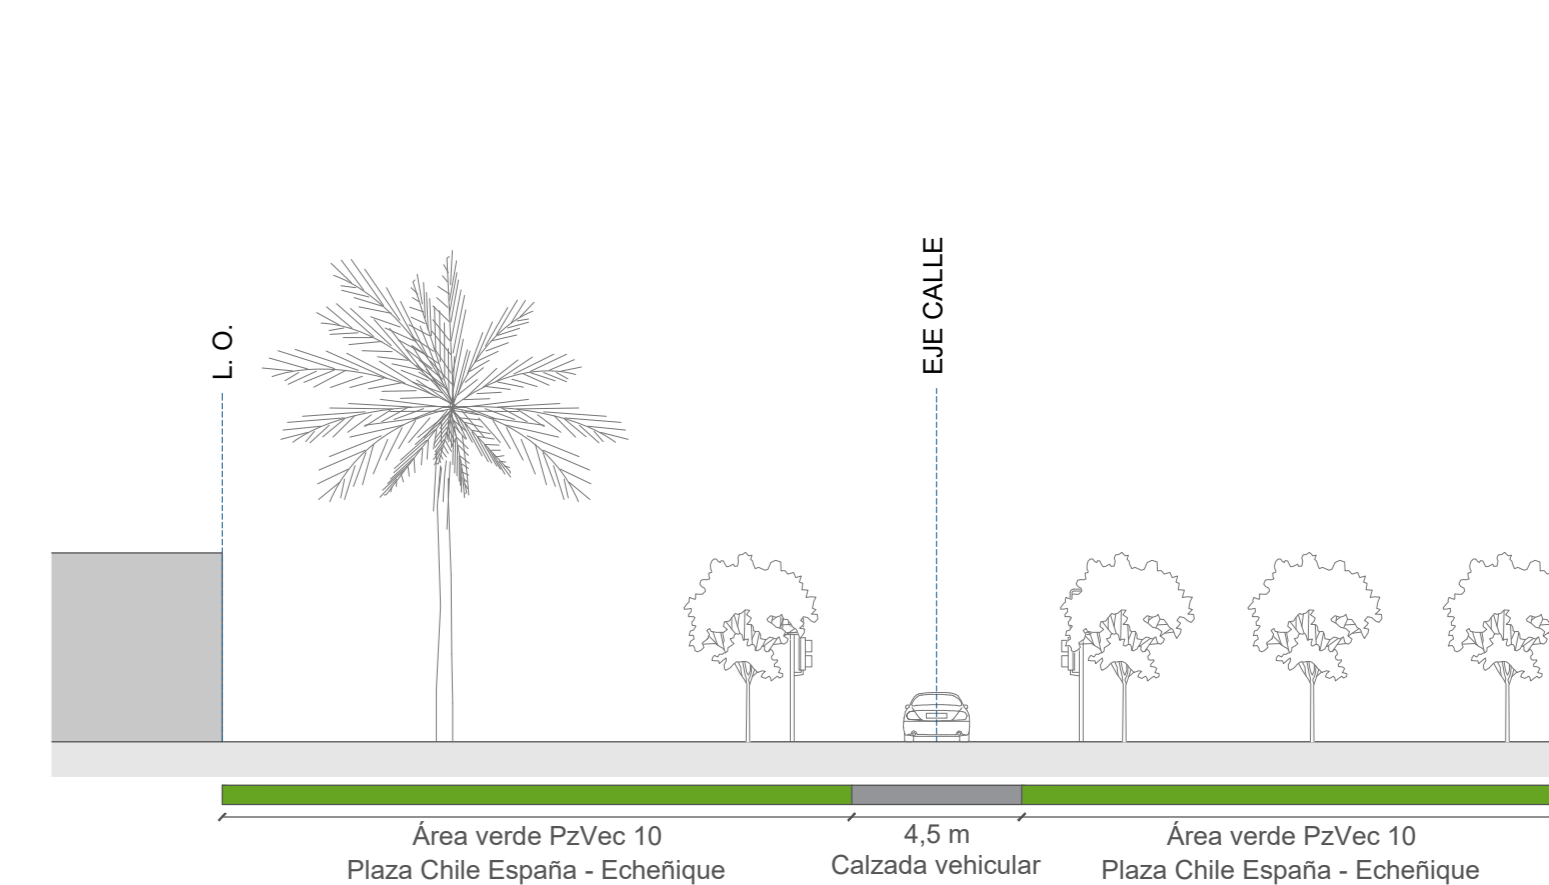 EJE CALLE
L. O.
Área verde PzVec 10
Plaza Chile España - Echeñique
4,5 m
Calzada vehicular
Área verde PzVec 10
Plaza Chile España - Echeñique